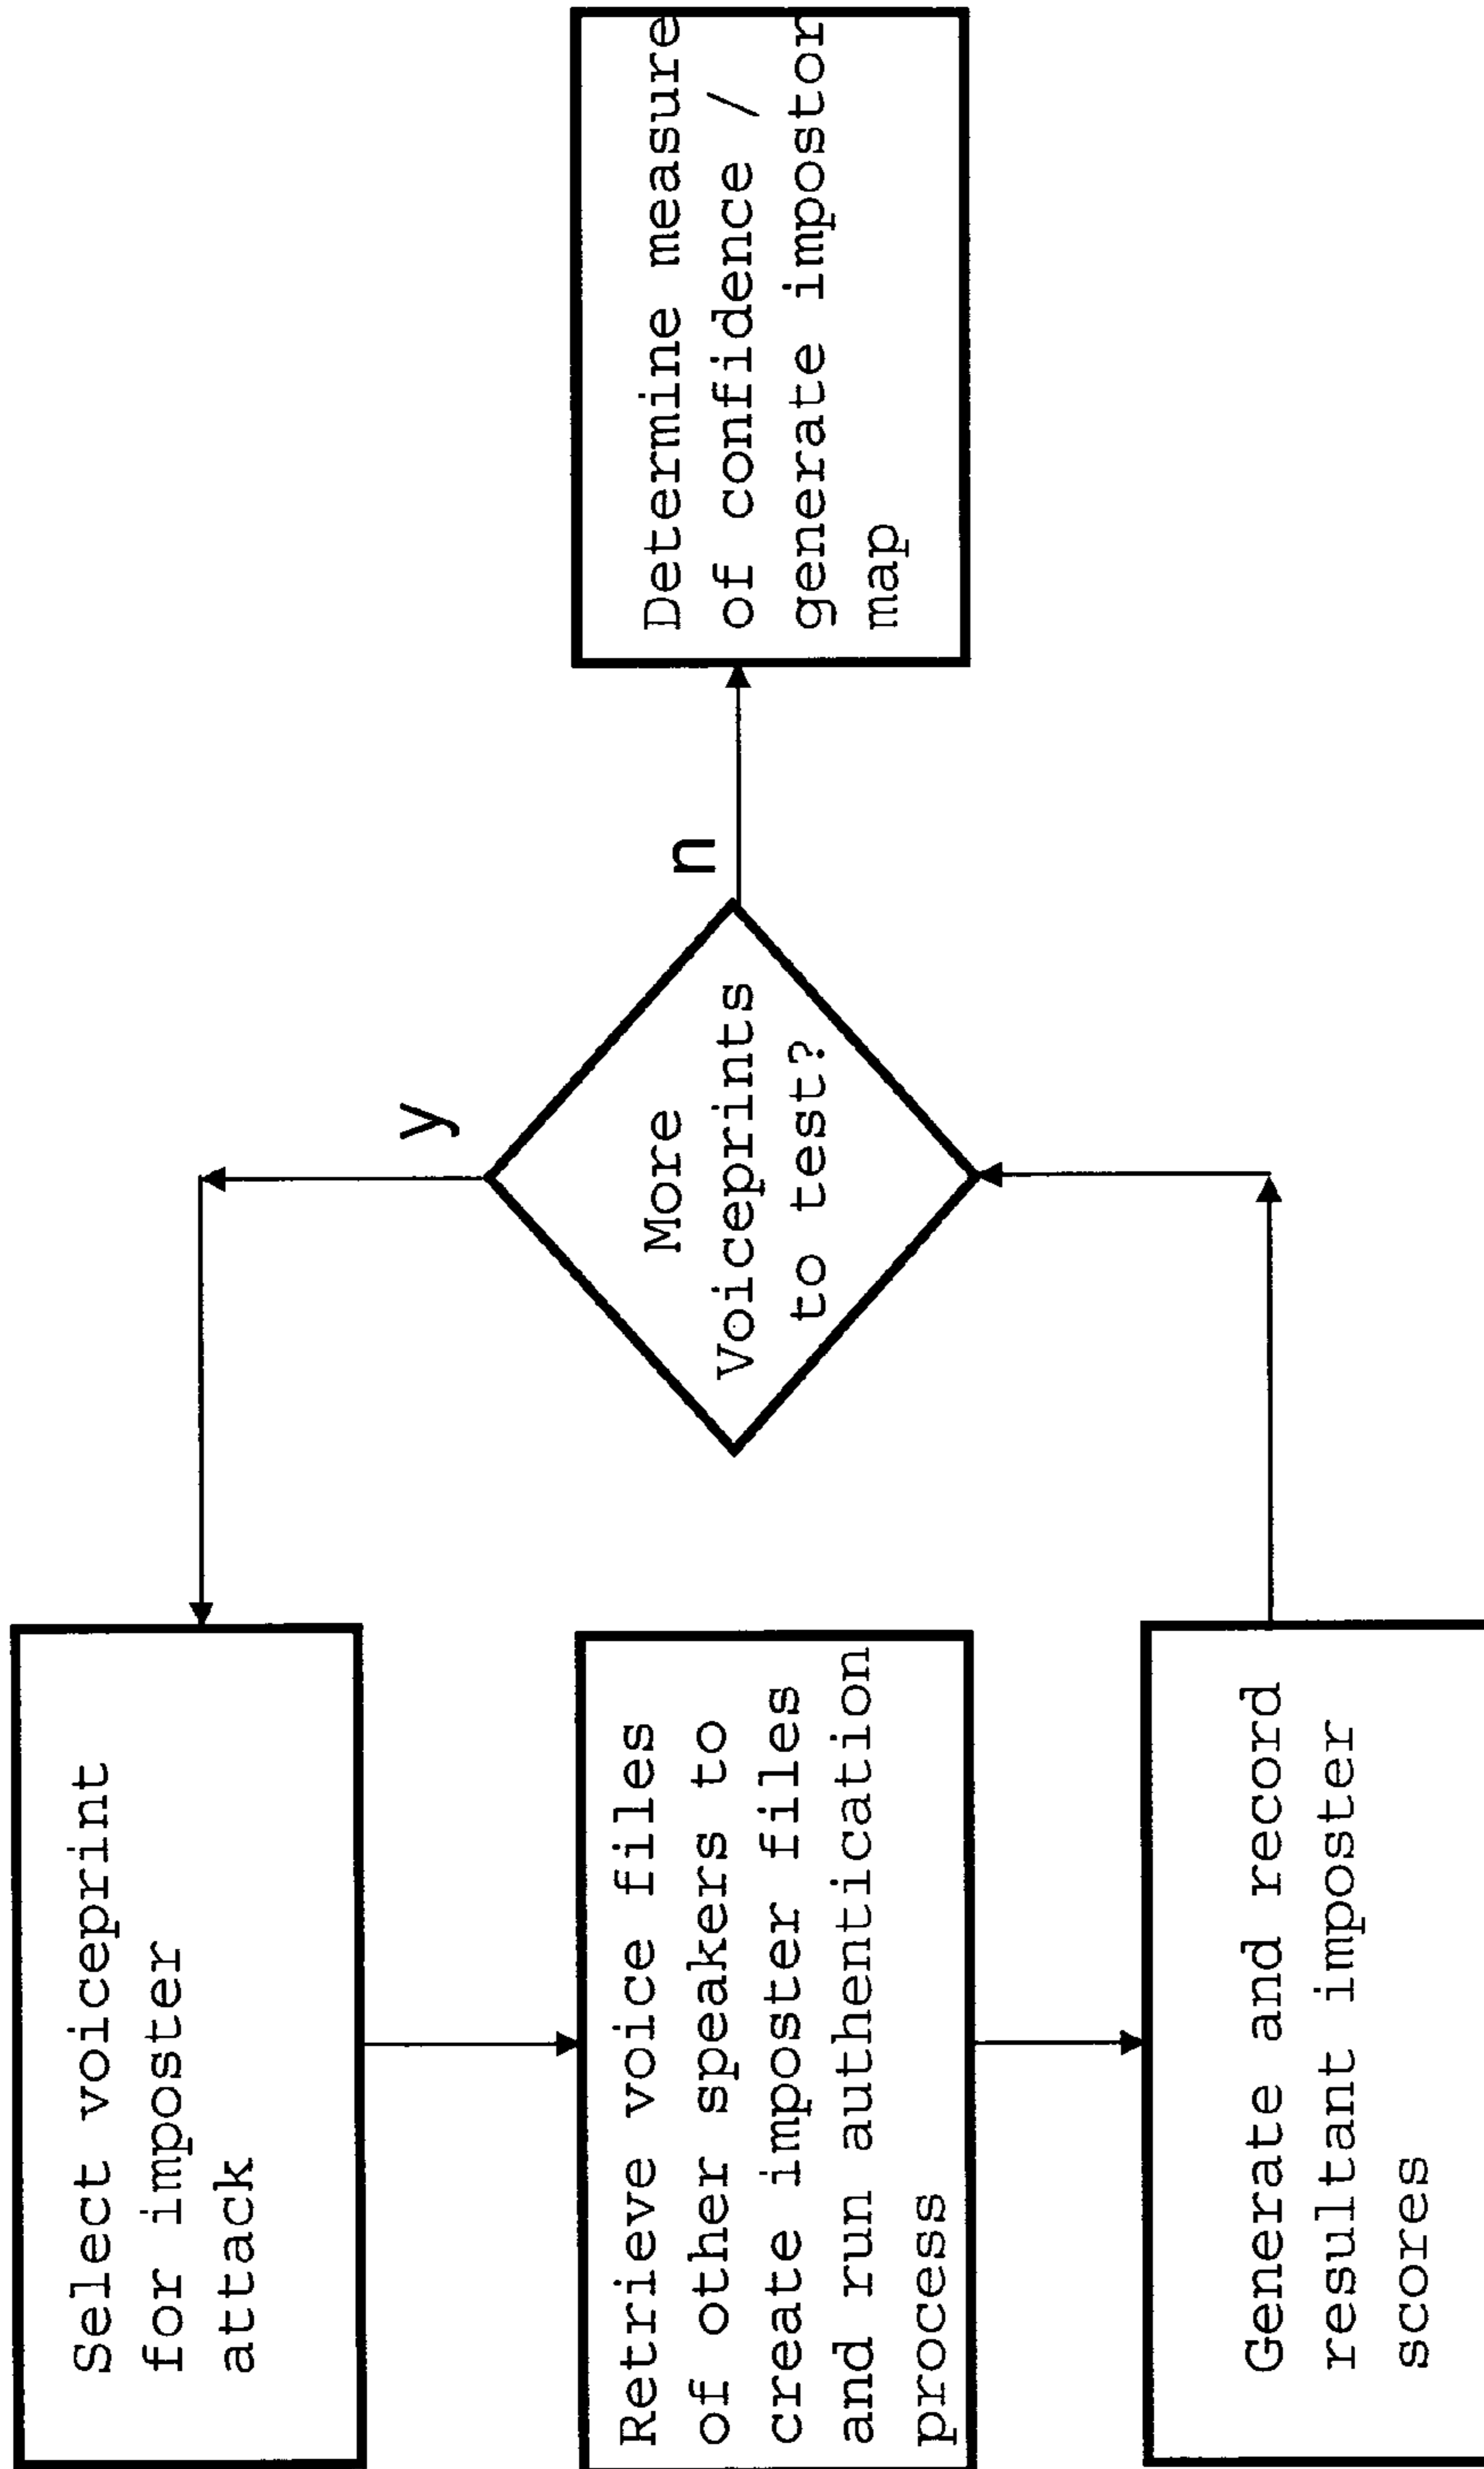 Select voiceprint
for imposter
attack
Retrieve voice files
of other speakers to
create imposter files
and run authentication
process
Generate and record
resultant imposter
scores
y
More
Voiceprints
to test?
n
Determine measure
of confidence /
generate impostor
map